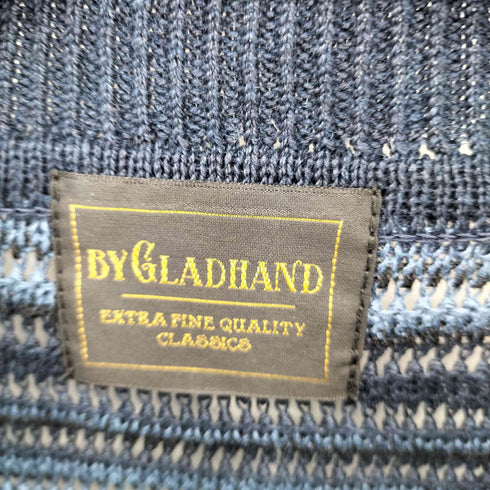 BYGLADHAND
EXTRA FINE QUALITY
CLASSICS